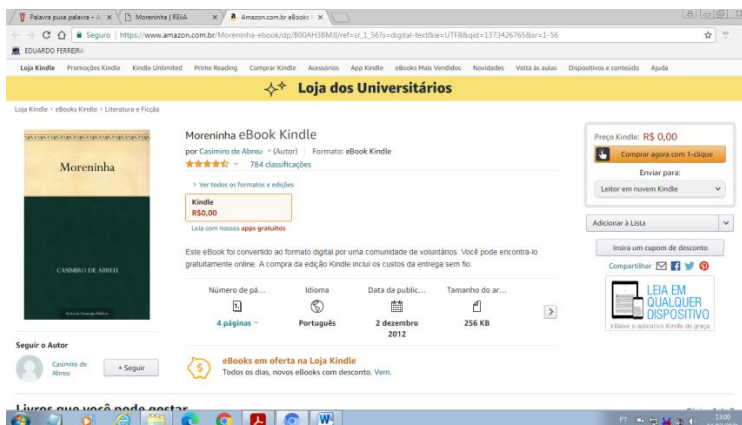 Palavra puxa palavra – A
Moreninha | REIA
Amazon.com.br eBooks
Seguro | https://www.amazon.com.br/Moreninha-ebook/dp/B00AH3BMJI/ref=sr_1_56?s=digital-text&ie=UTF8&qid=1373426765&sr=1-56
EDUARDO FERREIRA
Loja Kindle Promoções Kindle Kindle Unlimited Prime Reading Comprar Kindle Acessórios App Kindle eBooks Mais Vendidos Novidades Volta às aulas Dispositivos e conteúdo Ajuda
Loja dos Universitários
Loja Kindle › eBooks Kindle › Literatura e Ficção
Moreninha
CASIMIRO DE ABREU
Seguir o Autor
Casimiro de
Abreu
+ Seguir
Moreninha eBook Kindle
por Casimiro de Abreu (Autor) | Formato: eBook Kindle
784 classificações
› Ver todos os formatos e edições
Kindle
R$0,00
Leia com nossos apps gratuitos
Este eBook foi convertido ao formato digital por uma comunidade de voluntários. Você pode encontrá-lo
gratuitamente online. A compra da edição Kindle inclui os custos da entrega sem fio.
Número de pá... Idioma Data da public... Tamanho do ar...
4 páginas Português 2 dezembro 256 KB
2012
eBooks em oferta na Loja Kindle
Todos os dias, novos eBooks com desconto. Vem.
Preço Kindle: R$ 0,00
Comprar agora com 1-clique
Enviar para:
Leitor em nuvem Kindle
Adicionar à Lista
Insira um cupom de desconto
Compartilhar
LEIA EM
QUALQUER
DISPOSITIVO
› Baixe o aplicativo Kindle de graça
Livros que você pode gostar
PT
13:00